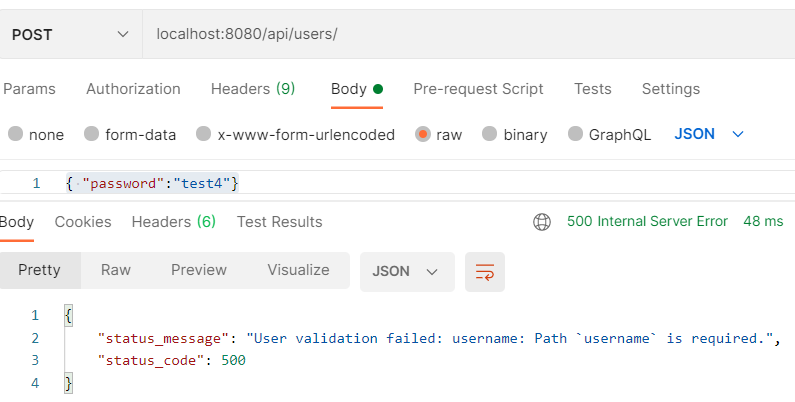 POST localhost:8080/api/users/
Params Authorization Headers (9) Body Pre-request Script Tests Settings
none form-data x-www-form-urlencoded raw binary GraphQL JSON
1 { "password":"test4"}
Body Cookies Headers (6) Test Results 500 Internal Server Error 48 ms
Pretty Raw Preview Visualize JSON
1 {
2 "status_message": "User validation failed: username: Path `username` is required.",
3 "status_code": 500
4 }